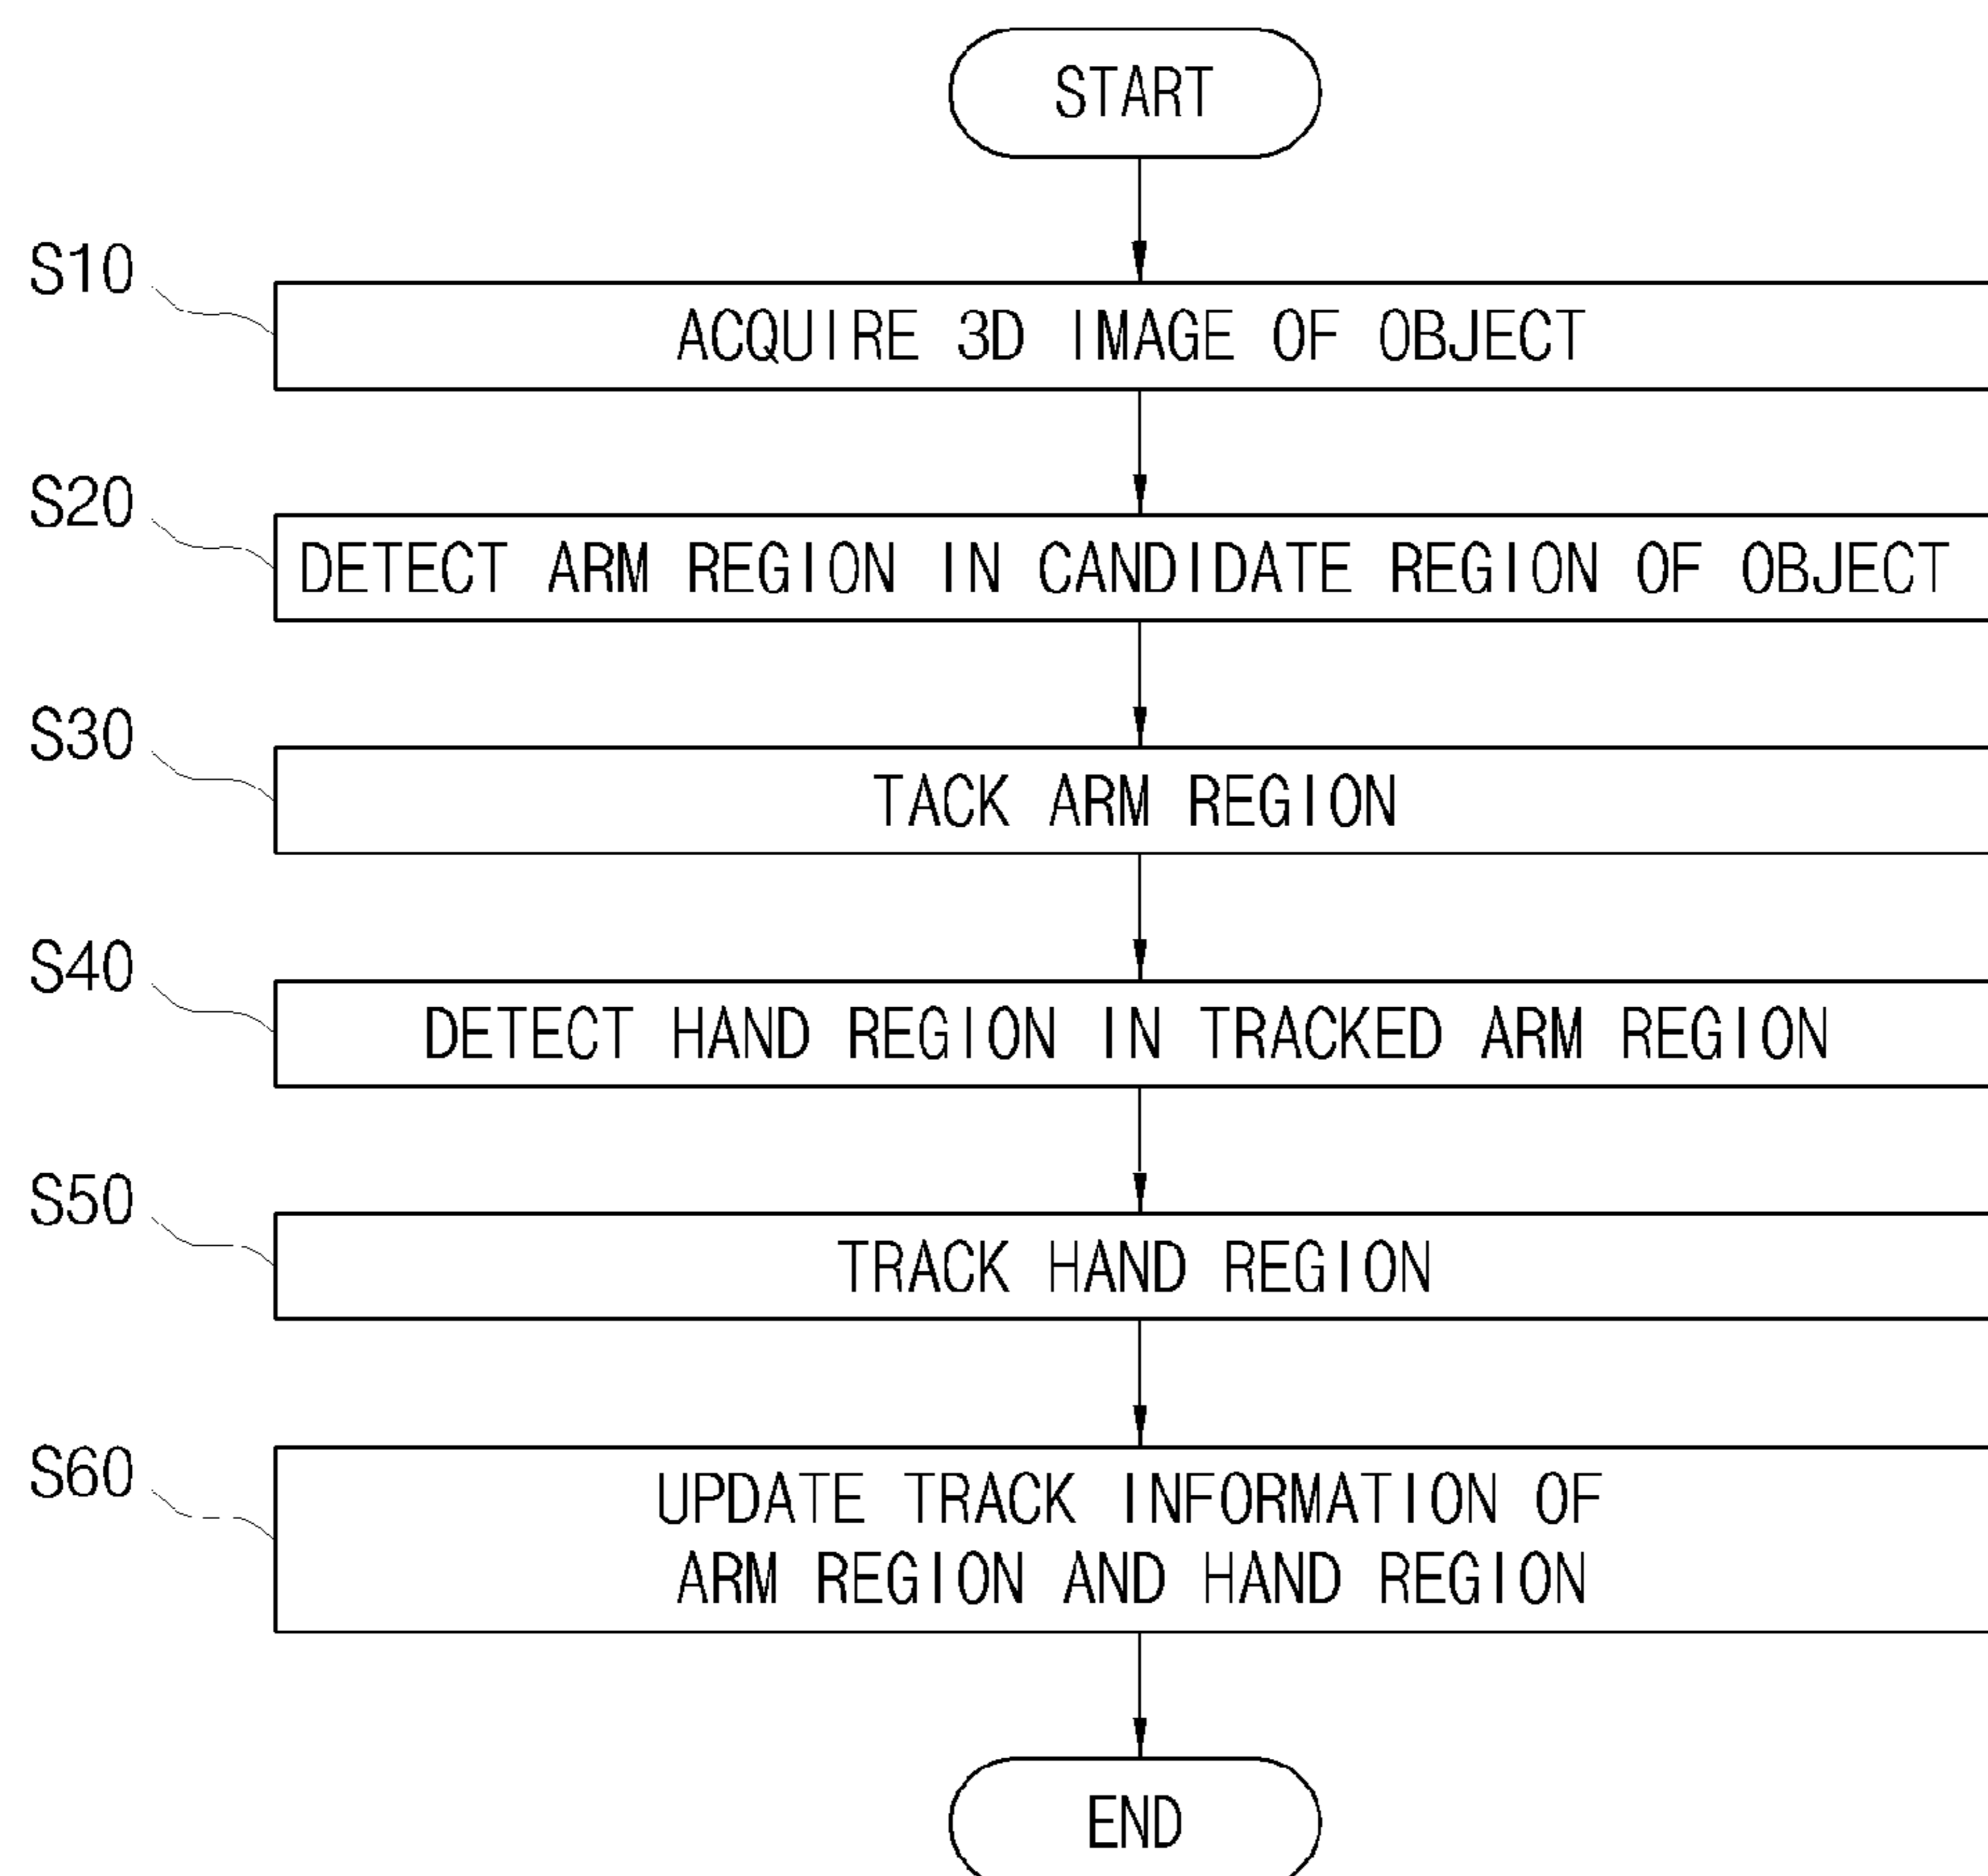 START
S10
ACQUIRE 3D IMAGE OF OBJECT
S20
DETECT ARM REGION IN CANDIDATE REGION OF OBJECT
S30
TACK ARM REGION
S40
DETECT HAND REGION IN TRACKED ARM REGION
S50
TRACK HAND REGION
S60
UPDATE TRACK INFORMATION OF
ARM REGION AND HAND REGION
END